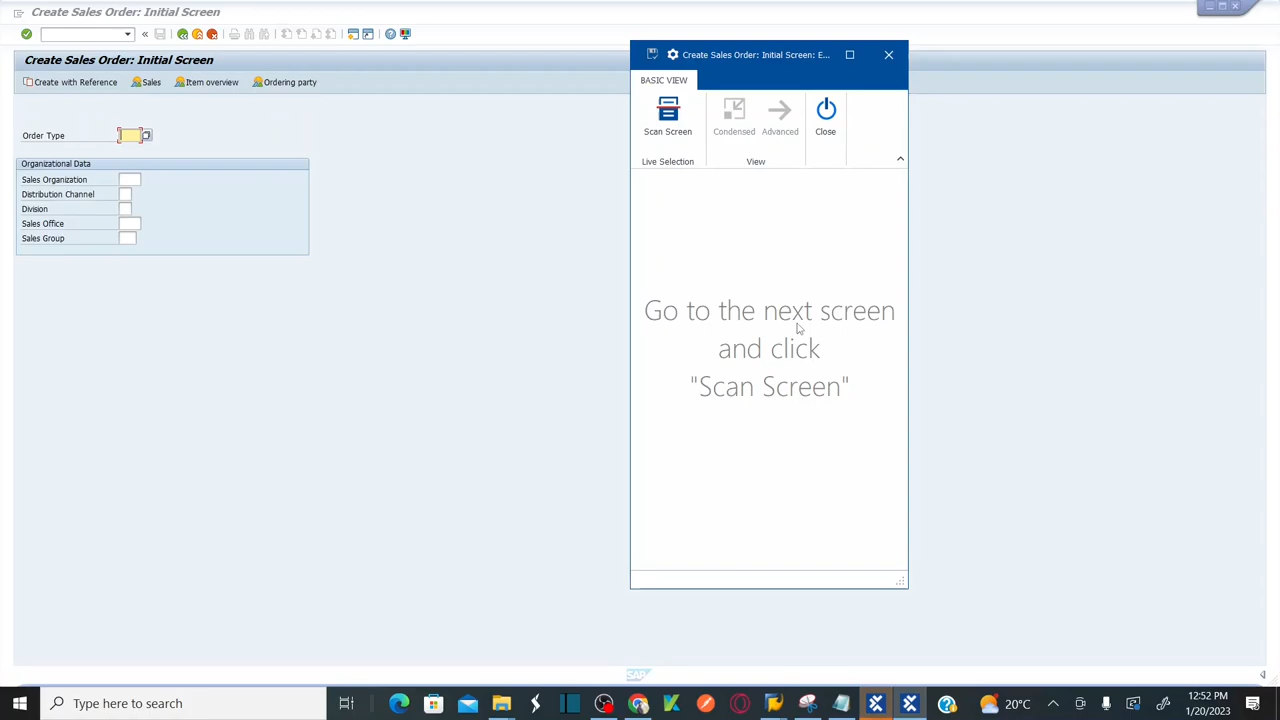 Create Sales Order: Initial Screen
Create Sales Order: Initial Screen
Create with Reference
Sales
Item overview
Ordering party
Order Type
Organizational Data
Sales Organization
Distribution Channel
Division
Sales Office
Sales Group
Create Sales Order: Initial Screen: E...
BASIC VIEW
Scan Screen
Condensed
Advanced
Close
Live Selection
View
Go to the next screen
and click
"Scan Screen"
SAP
Type here to search
20°C
12:52 PM
1/20/2023